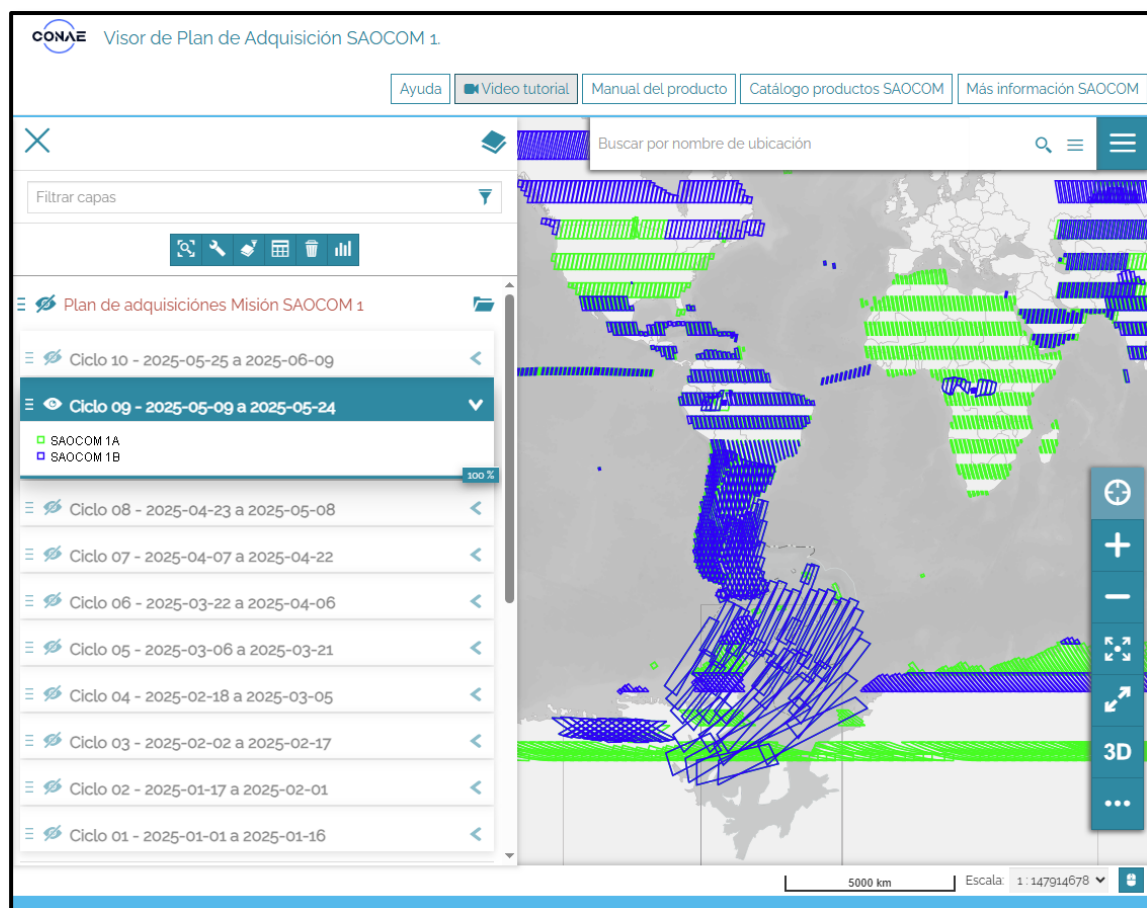 CONAE Visor de Plan de Adquisición SAOCOM 1.
Ayuda Video tutorial Manual del producto Catálogo productos SAOCOM Más información SAOCOM
Buscar por nombre de ubicación
Filtrar capas
Plan de adquisiciónes Misión SAOCOM 1
Ciclo 10 - 2025-05-25 a 2025-06-09
Ciclo 09 - 2025-05-09 a 2025-05-24
SAOCOM 1A
SAOCOM 1B
100 %
Ciclo 08 - 2025-04-23 a 2025-05-08
Ciclo 07 - 2025-04-07 a 2025-04-22
Ciclo 06 - 2025-03-22 a 2025-04-06
Ciclo 05 - 2025-03-06 a 2025-03-21
Ciclo 04 - 2025-02-18 a 2025-03-05
Ciclo 03 - 2025-02-02 a 2025-02-17
Ciclo 02 - 2025-01-17 a 2025-02-01
Ciclo 01 - 2025-01-01 a 2025-01-16
3D
5000 km
Escala: 1 : 147914678